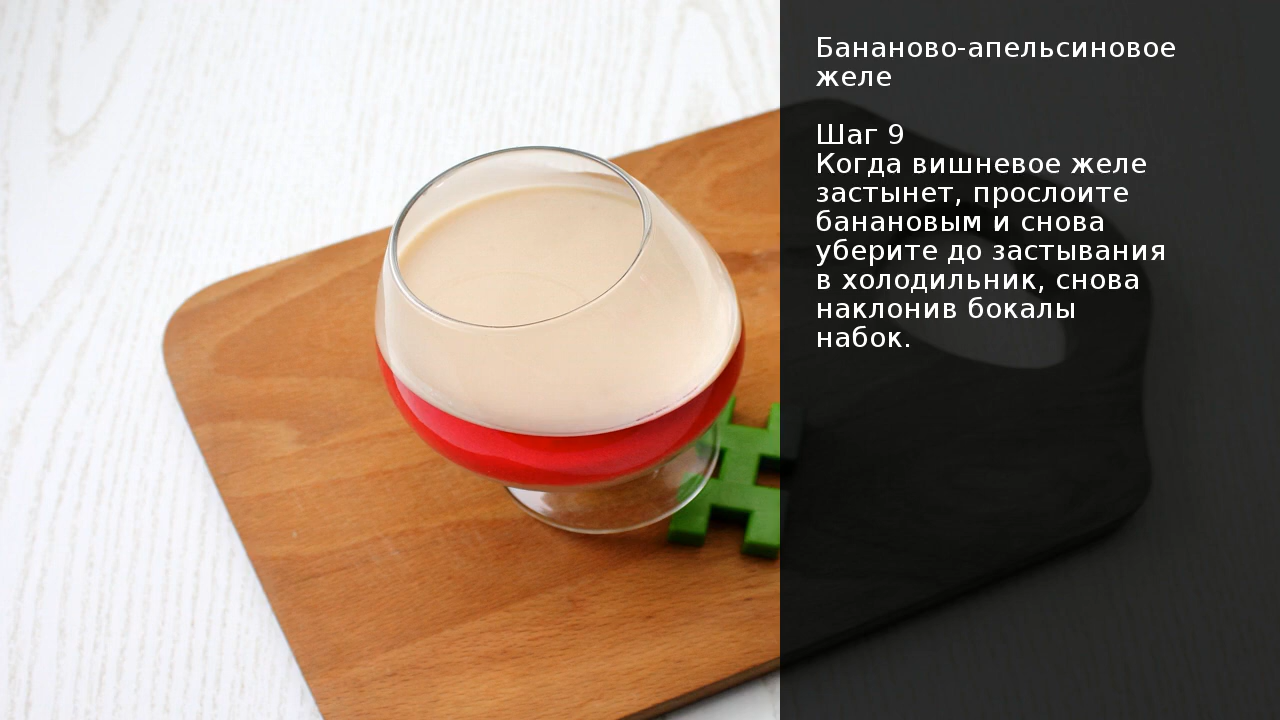 Бананово-апельсиновое
желе
Шаг 9
Когда вишневое желе
застынет, прослоите
банановым и снова
уберите до застывания
в холодильник, снова
наклонив бокалы
набок.